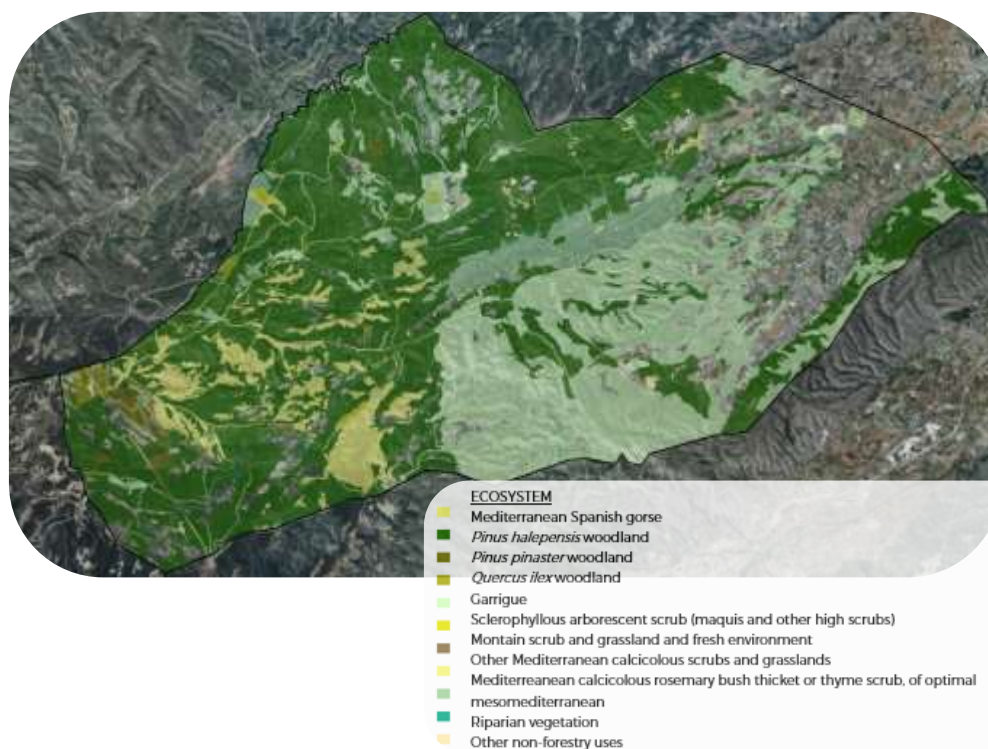 ECOSYSTEM
Mediterranean Spanish gorse
Pinus halepensis woodland
Pinus pinaster woodland
Quercus ilex woodland
Garrigue
Sclerophyllous arborescent scrub (maquis and other high scrubs)
Montain scrub and grassland and fresh environment
Other Mediterranean calcicolous scrubs and grasslands
Mediterreanean calcicolous rosemary bush thicket or thyme scrub, of optimal
mesomediterranean
Riparian vegetation
Other non-forestry uses